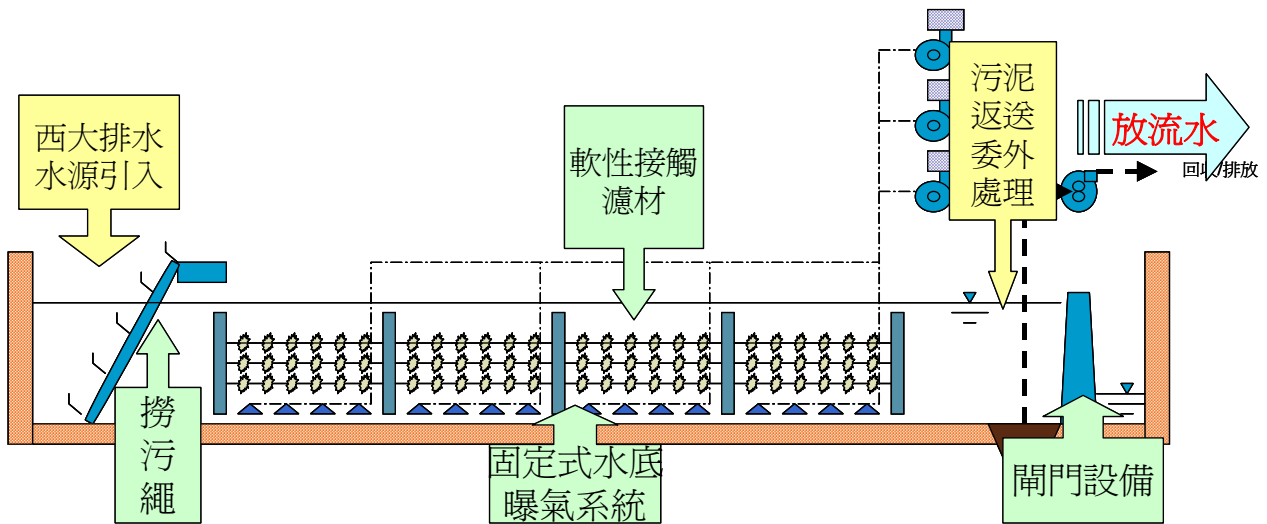 西大排水
水源引入
軟性接觸
濾材
污泥
返送
委外
處理
放流水
回收/排放
撈
污
繩
固定式水底
曝氣系統
閘門設備